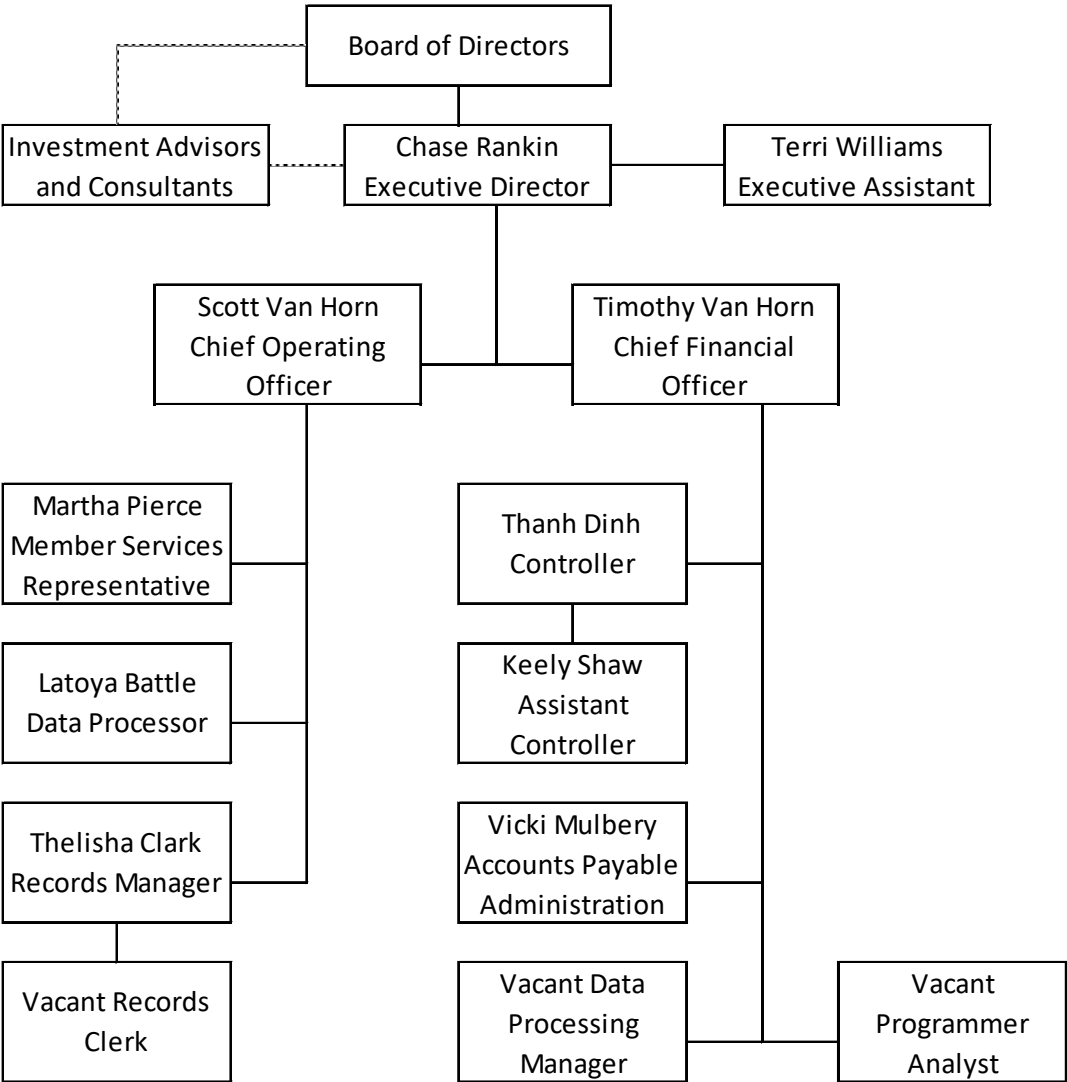 Board of Directors
Investment Advisors
and Consultants
Chase Rankin
Executive Director
Terri Williams
Executive Assistant
Scott Van Horn
Chief Operating
Officer
Timothy Van Horn
Chief Financial
Officer
Martha Pierce
Member Services
Representative
Thanh Dinh
Controller
Latoya Battle
Data Processor
Keely Shaw
Assistant
Controller
Thelisha Clark
Records Manager
Vicki Mulbery
Accounts Payable
Administration
Vacant Records
Clerk
Vacant Data
Processing
Manager
Vacant
Programmer
Analyst